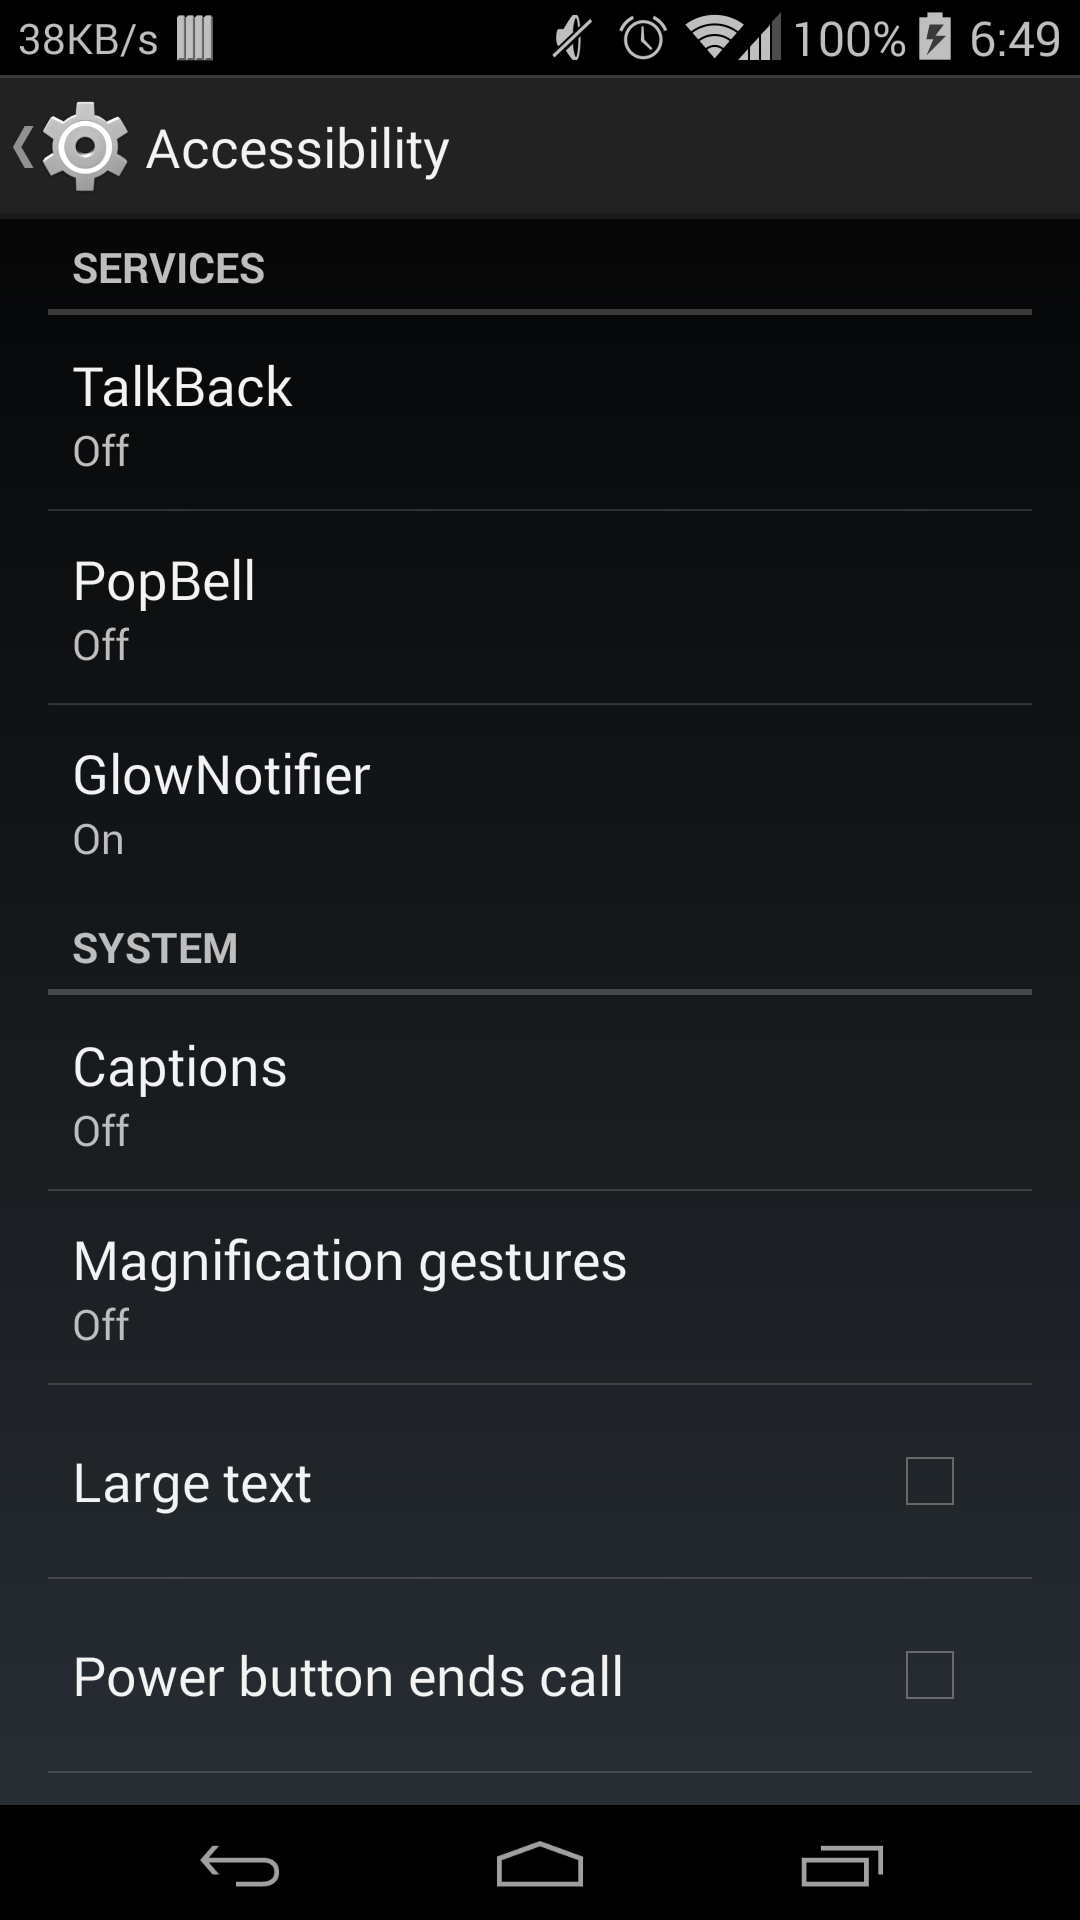 38KB/s 100% 6:49
Accessibility
SERVICES
TalkBack
Off
PopBell
Off
GlowNotifier
On
SYSTEM
Captions
Off
Magnification gestures
Off
Large text
Power button ends call